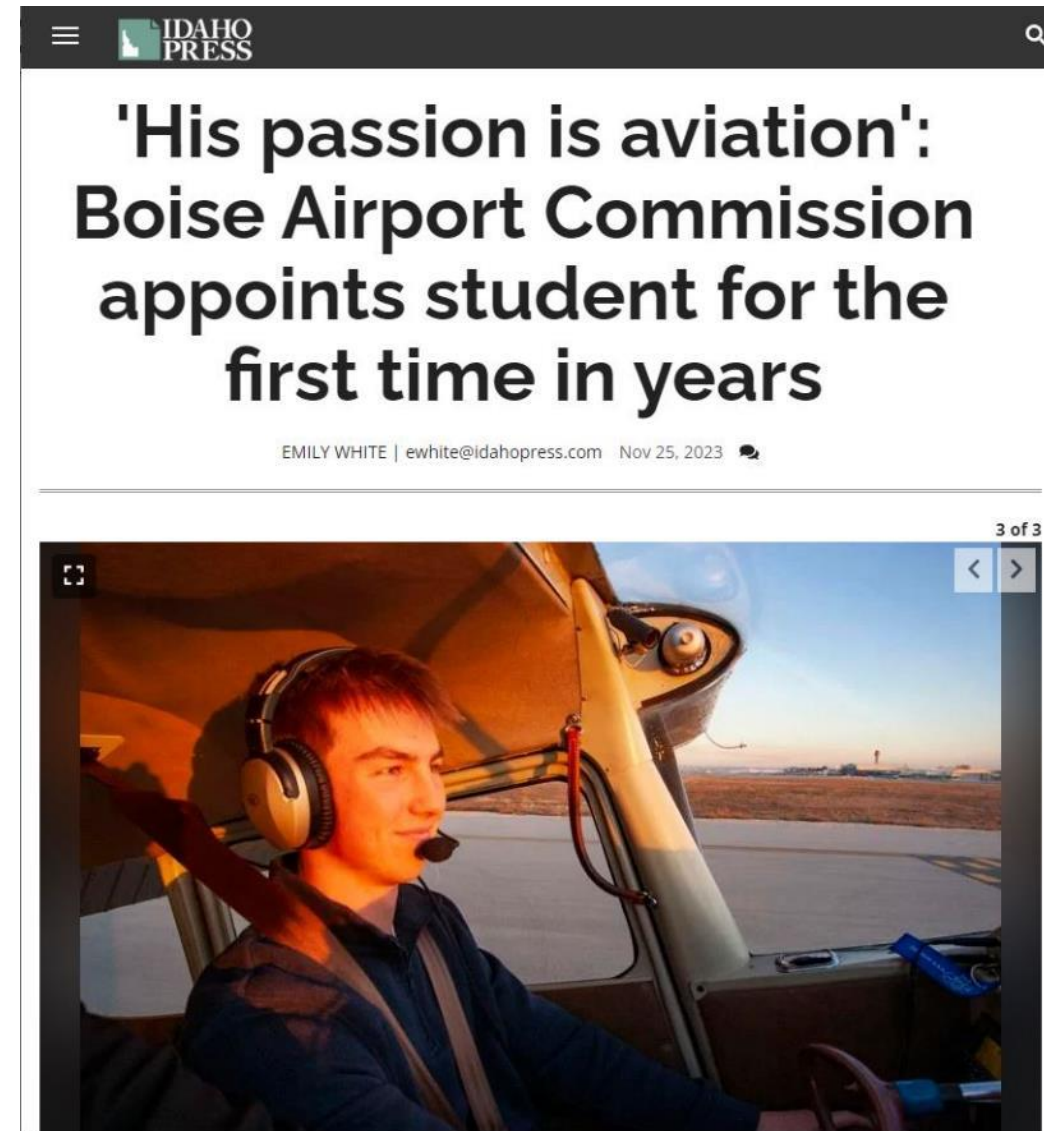 IDAHO
PRESS
'His passion is aviation':
Boise Airport Commission
appoints student for the
first time in years
EMILY WHITE | ewhite@idahopress.com Nov 25, 2023
3 of 3